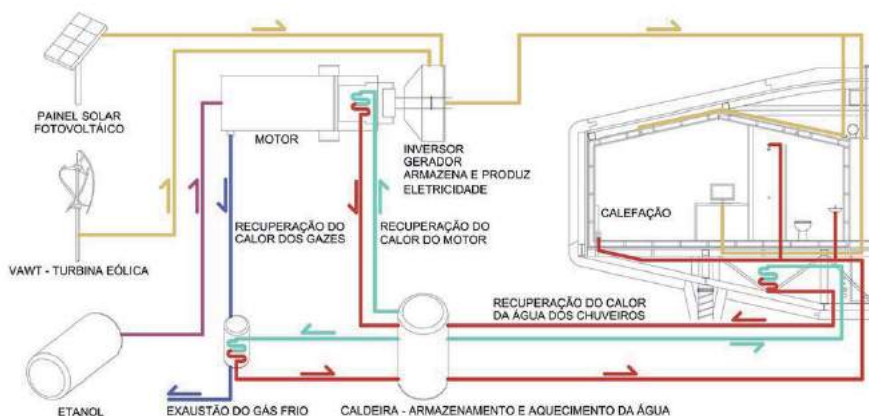 PAINEL SOLAR
FOTOVOLTÁICO
MOTOR
INVERSOR
GERADOR
ARMAZENA E PRODUZ
ELETRICIDADE
CALEFAÇÃO
RECUPERAÇÃO DO
CALOR DOS GAZES
RECUPERAÇÃO DO
CALOR DO MOTOR
VAWT - TURBINA EÓLICA
RECUPERAÇÃO DO CALOR
DA ÁGUA DOS CHUVEIROS
ETANOL
EXAUSTÃO DO GÁS FRIO
CALDEIRA - ARMAZENAMENTO E AQUECIMENTO DA ÁGUA